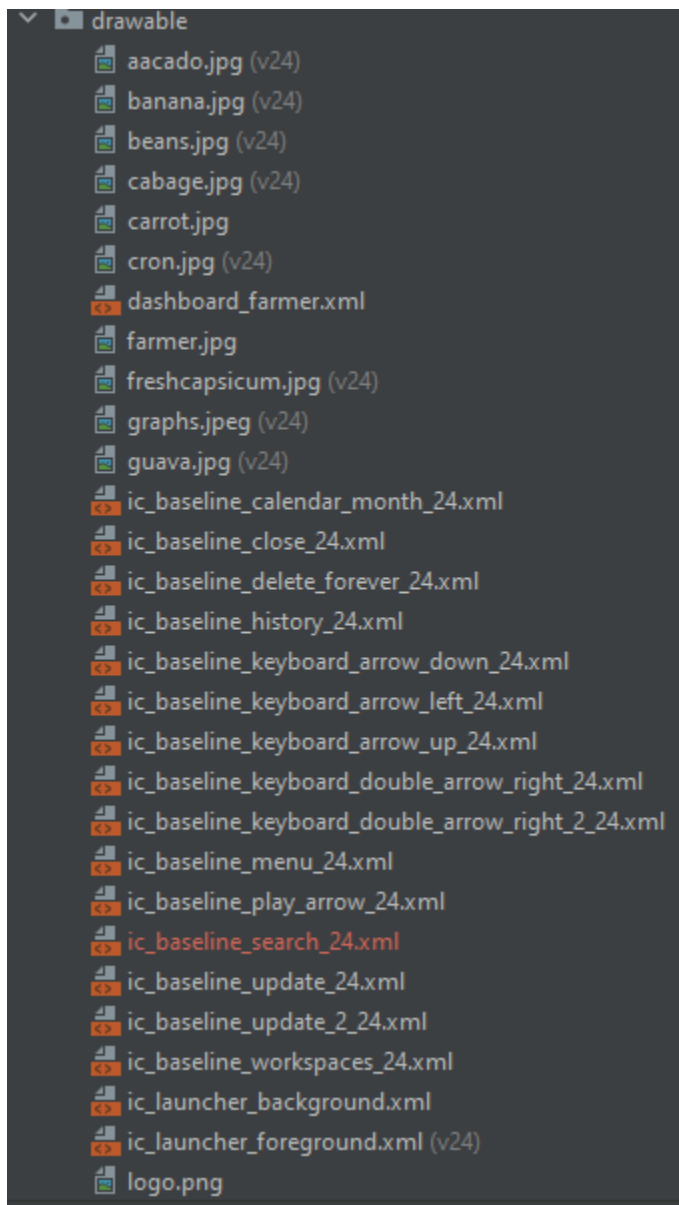 drawable
aacado.jpg (v24)
banana.jpg (v24)
beans.jpg (v24)
cabage.jpg (v24)
carrot.jpg
cron.jpg (v24)
dashboard_farmer.xml
farmer.jpg
freshcapsicum.jpg (v24)
graphs.jpeg (v24)
guava.jpg (v24)
ic_baseline_calendar_month_24.xml
ic_baseline_close_24.xml
ic_baseline_delete_forever_24.xml
ic_baseline_history_24.xml
ic_baseline_keyboard_arrow_down_24.xml
ic_baseline_keyboard_arrow_left_24.xml
ic_baseline_keyboard_arrow_up_24.xml
ic_baseline_keyboard_double_arrow_right_24.xml
ic_baseline_keyboard_double_arrow_right_2_24.xml
ic_baseline_menu_24.xml
ic_baseline_play_arrow_24.xml
ic_baseline_search_24.xml
ic_baseline_update_24.xml
ic_baseline_update_2_24.xml
ic_baseline_workspaces_24.xml
ic_launcher_background.xml
ic_launcher_foreground.xml (v24)
logo.png